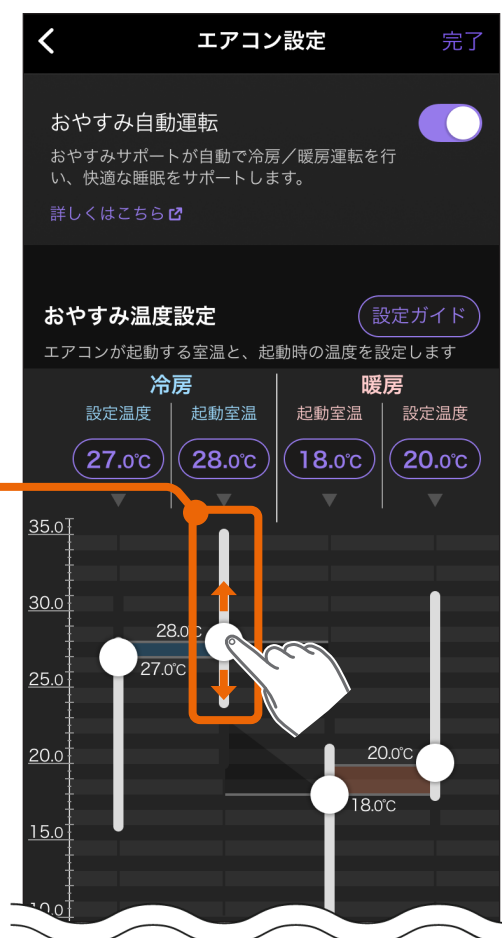 エアコン設定
完了
おやすみ自動運転
おやすみサポートが自動で冷房／暖房運転を行
い、快適な睡眠をサポートします。
詳しくはこちら
おやすみ温度設定
設定ガイド
エアコンが起動する室温と、起動時の温度を設定します
冷房
暖房
設定温度
起動室温
起動室温
設定温度
27.0℃
28.0℃
18.0℃
20.0℃
35.0
30.0
28.0℃
27.0℃
25.0
20.0
20.0℃
18.0℃
15.0
10.0